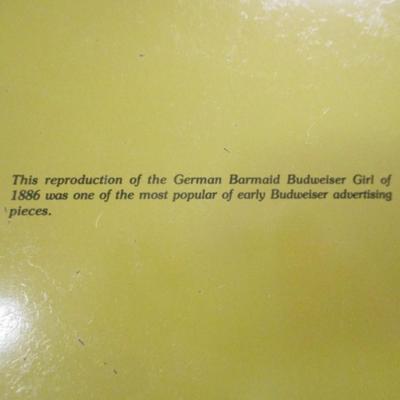 This reproduction of the German Barmaid Budweiser Girl of
1886 was one of the most popular of early Budweiser advertising
pieces.